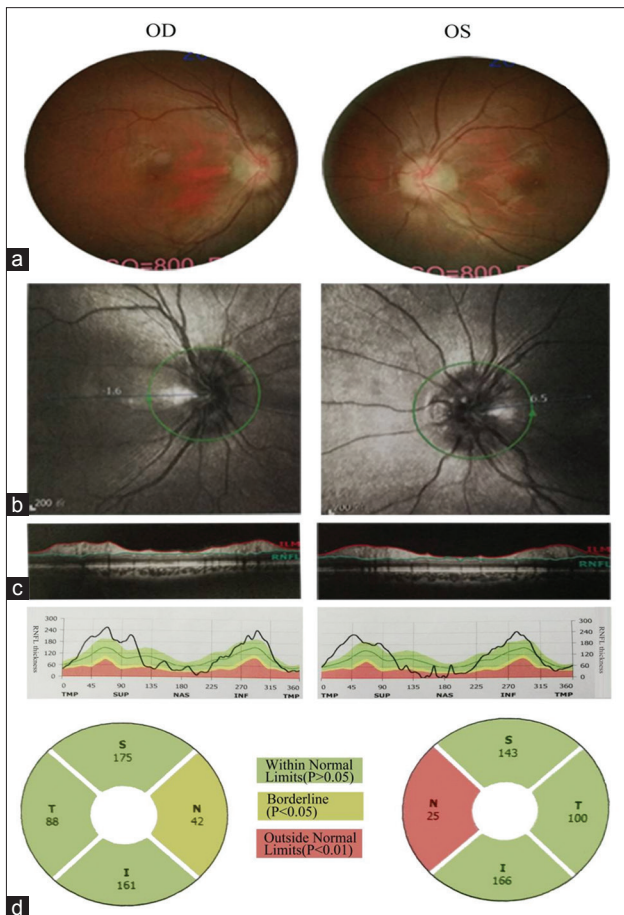 OD OS
a
1.6 6.5
200
b
ILM ILM
RNFL RNFL
c
300 300
240 240
180 180
120 120
60 60
0 0
RNFL thickness RNFL thickness
0 45 90 135 225 270 315 360 0 45 90 135 225 270 315 360
TMP SUP NAS INF TMP TMP SUP NAS INF TMP
S
175
T
88
N
42
I
161
Within Normal
Limits(P>0.05)
Borderline
(P<0.05)
Outside Normal
Limits(P<0.01)
S
143
N
25
T
100
I
166
d